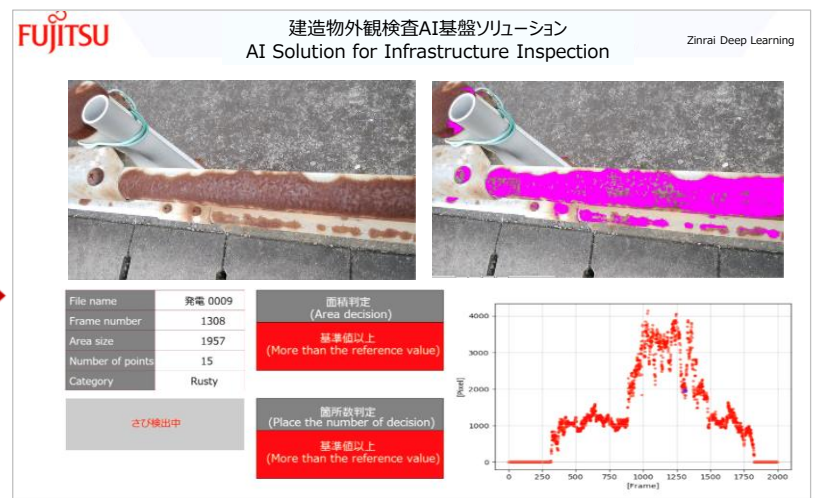 FUJITSU
建造物外観検査AI基盤ソリューション
AI Solution for Infrastructure Inspection
Zinrai Deep Learning
File name 発電 0009
Frame number 1308
Area size 1957
Number of points 15
Category Rusty
さび検出中
面積判定
(Area decision)
基準値以上
(More than the reference value)
箇所数判定
(Place the number of decision)
基準値以上
(More than the reference value)
4000
3000
2000
1000
0
[Pixel]
0 250 500 750 1000 1250 1500 1750 2000
[Frame]